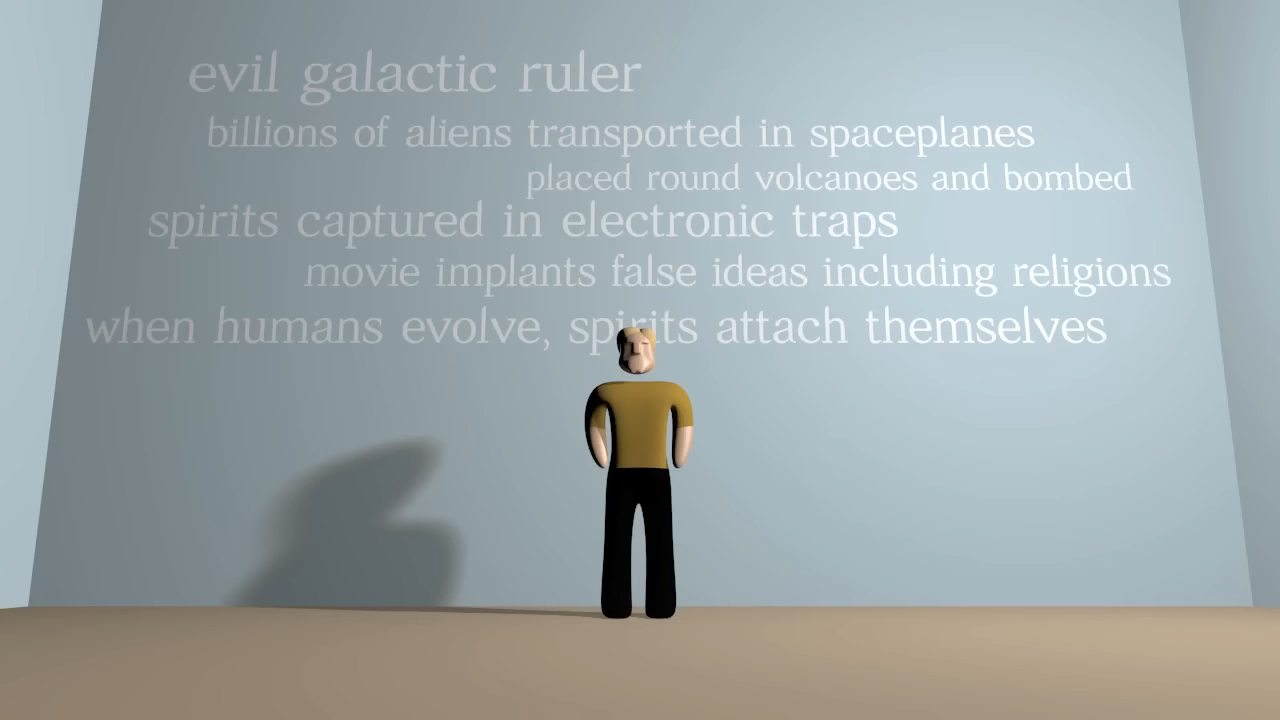 evil galactic ruler
billions of aliens transported in spaceplanes
placed round volcanoes and bombed
spirits captured in electronic traps
movie implants false ideas including religions
when humans evolve, spirits attach themselves